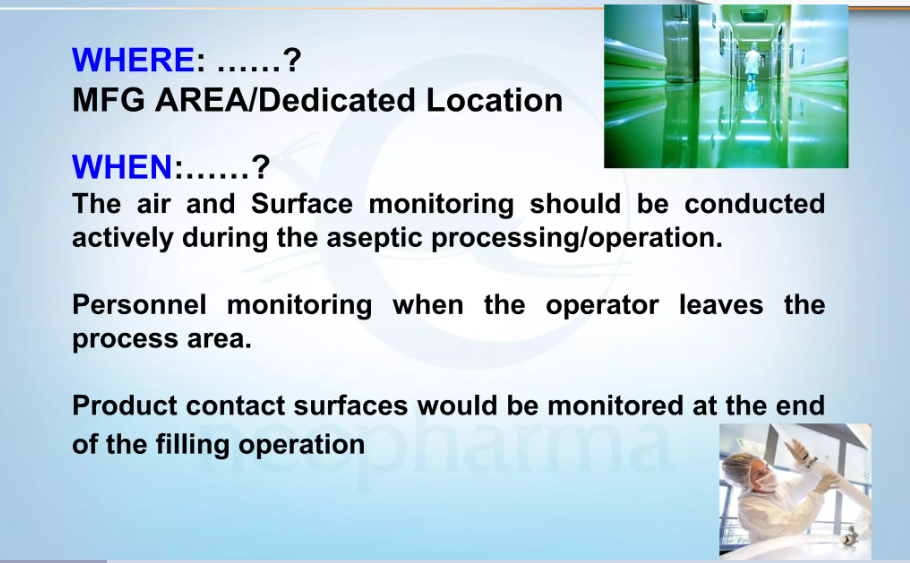 WHERE: ......?
MFG AREA/Dedicated Location
WHEN:......?
The air and Surface monitoring should be conducted
actively during the aseptic processing/operation.
Personnel monitoring when the operator leaves the
process area.
Product contact surfaces would be monitored at the end
of the filling operation
neopharma